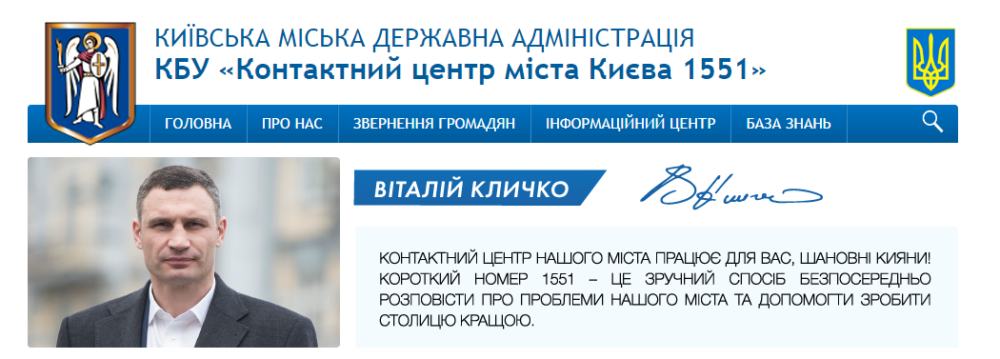 КИЇВСЬКА МІСЬКА ДЕРЖАВНА АДМІНІСТРАЦІЯ
КБУ «Контактний центр міста Києва 1551»
ГОЛОВНА ПРО НАС ЗВЕРНЕННЯ ГРОМАДЯН ІНФОРМАЦІЙНИЙ ЦЕНТР БАЗА ЗНАНЬ
ВІТАЛІЙ КЛИЧКО
КОНТАКТНИЙ ЦЕНТР НАШОГО МІСТА ПРАЦЮЄ ДЛЯ ВАС, ШАНОВНІ КИЯНИ!
КОРОТКИЙ НОМЕР 1551 – ЦЕ ЗРУЧНИЙ СПОСІБ БЕЗПОСЕРЕДНЬО
РОЗПОВІСТИ ПРО ПРОБЛЕМИ НАШОГО МІСТА ТА ДОПОМОГТИ ЗРОБИТИ
СТОЛИЦЮ КРАЩОЮ.